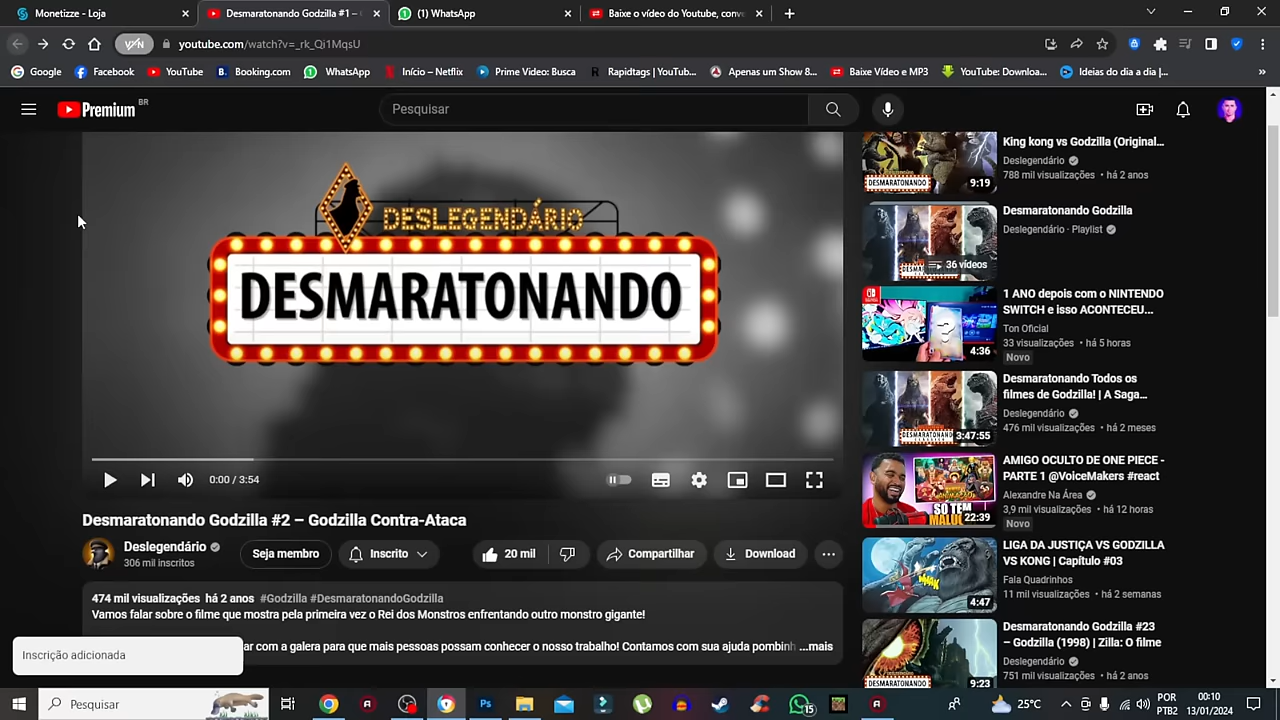 Monetizze - Loja
Desmaratonando Godzilla #1 –
(1) WhatsApp
Baixe o vídeo do Youtube, conve
VPN
youtube.com/watch?v=_rk_Qi1MqsU
Google
Facebook
YouTube
Booking.com
WhatsApp
Início – Netflix
Prime Video: Busca
Rapidtags | YouTub...
Apenas um Show 8...
Baixe Vídeo e MP3
YouTube: Downloa...
Ideias do dia a dia |...
Premium BR
Pesquisar
DESLEGENDÁRIO
DESMARATONANDO
0:00 / 3:54
Desmaratonando Godzilla #2 – Godzilla Contra-Ataca
Deslegendário
306 mil inscritos
Seja membro
Inscrito
20 mil
Compartilhar
Download
474 mil visualizações há 2 anos #Godzilla #DesmaratonandoGodzilla
Vamos falar sobre o filme que mostra pela primeira vez o Rei dos Monstros enfrentando outro monstro gigante!
ar com a galera para que mais pessoas possam conhecer o nosso trabalho! Contamos com sua ajuda pombinh ...mais
Inscrição adicionada
DESMARATONANDO
9:19
King kong vs Godzilla (Original...
Deslegendário
788 mil visualizações • há 2 anos
36 vídeos
Desmaratonando Godzilla
Deslegendário · Playlist
4:36
1 ANO depois com o NINTENDO
SWITCH e isso ACONTECEU...
Ton Oficial
33 visualizações • há 5 horas
Novo
DESMARATONAND
3:47:55
Desmaratonando Todos os
filmes de Godzilla! | A Saga...
Deslegendário
476 mil visualizações • há 2 meses
SO TEM
MALUC
22:39
AMIGO OCULTO DE ONE PIECE -
PARTE 1 @VoiceMakers #react
Alexandre Na Área
3,9 mil visualizações • há 12 horas
Novo
WHAK
4:47
LIGA DA JUSTIÇA VS GODZILLA
VS KONG | Capítulo #03
Fala Quadrinhos
11 mil visualizações • há 2 semanas
DESMARATONANDO
9:23
Desmaratonando Godzilla #23
– Godzilla (1998) | Zilla: O filme
Deslegendário
751 mil visualizações • há 2 anos
Pesquisar
15
25°C
POR
PTB2
00:10
13/01/2024